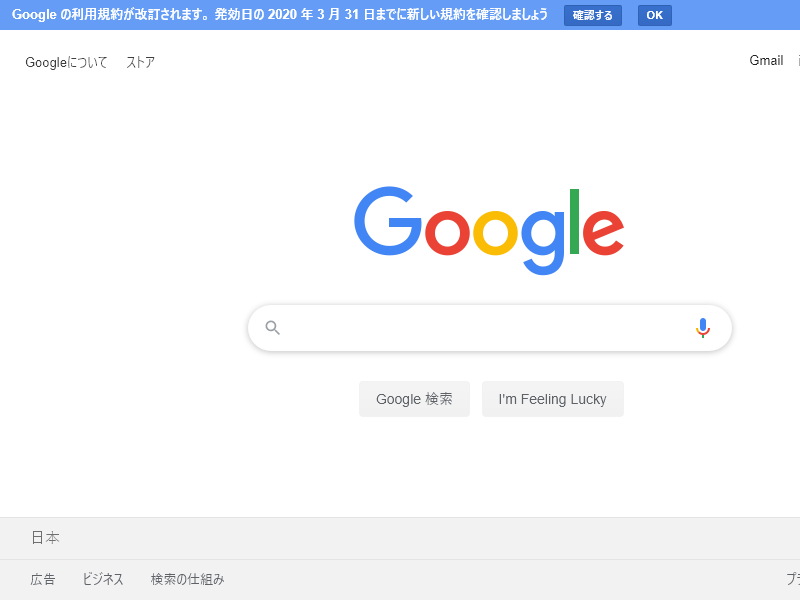 Google の利用規約が改訂されます。発効日の 2020 年 3 月 31 日までに新しい規約を確認しましょう 確認する OK
Googleについて ストア Gmail
Google
Google 検索 I'm Feeling Lucky
日本
広告 ビジネス 検索の仕組み